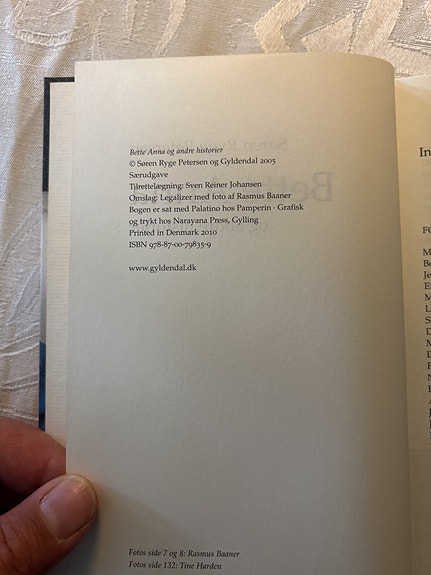 Bette Anna og andre historier
© Søren Ryge Petersen og Gyldendal 2005
Særudgave
Tilrettelægning: Sven Reiner Johansen
Omslag: Legalizer med foto af Rasmus Baaner
Bogen er sat med Palatino hos Pamperin · Grafisk
og trykt hos Narayana Press, Gylling
Printed in Denmark 2010
ISBN 978-87-00-79835-9
www.gyldendal.dk
Fotos side 7 og 8: Rasmus Baaner
Fotos side 132: Tine Harden